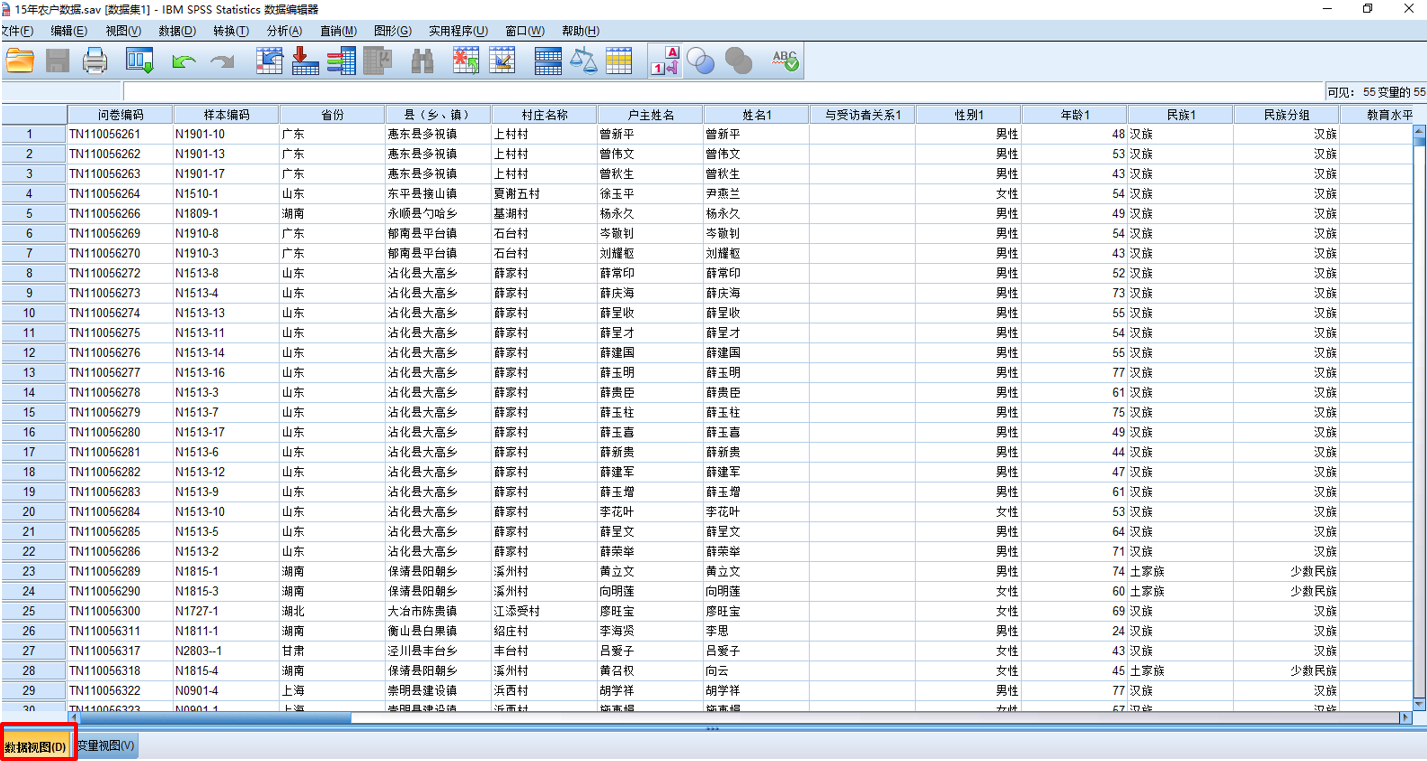 15年农户数据.sav [数据集1] - IBM SPSS Statistics 数据编辑器
文件(F) 编辑(E) 视图(V) 数据(D) 转换(T) 分析(A) 直销(M) 图形(G) 实用程序(U) 窗口(W) 帮助(H)
A 1 ABC
可见: 55 变量的 55
问卷编码 样本编码 省份 县（乡、镇） 村庄名称 户主姓名 姓名1 与受访者关系1 性别1 年龄1 民族1 民族分组 教育水平
1 TN110056261 N1901-10 广东 惠东县多祝镇 上村村 曾新平 曾新平 男性 48 汉族 汉族
2 TN110056262 N1901-13 广东 惠东县多祝镇 上村村 曾伟文 曾伟文 男性 53 汉族 汉族
3 TN110056263 N1901-17 广东 惠东县多祝镇 上村村 曾秋生 曾秋生 男性 43 汉族 汉族
4 TN110056264 N1510-1 山东 东平县接山镇 夏谢五村 徐玉平 尹燕兰 女性 54 汉族 汉族
5 TN110056266 N1809-1 湖南 永顺县勺哈乡 基湖村 杨永久 杨永久 男性 49 汉族 汉族
6 TN110056269 N1910-8 广东 郁南县平台镇 石台村 岑敬钊 岑敬钊 男性 54 汉族 汉族
7 TN110056270 N1910-3 广东 郁南县平台镇 石台村 刘耀枢 刘耀枢 男性 43 汉族 汉族
8 TN110056272 N1513-8 山东 沾化县大高乡 薛家村 薛常印 薛常印 男性 52 汉族 汉族
9 TN110056273 N1513-4 山东 沾化县大高乡 薛家村 薛庆海 薛庆海 男性 73 汉族 汉族
10 TN110056274 N1513-13 山东 沾化县大高乡 薛家村 薛呈收 薛呈收 男性 55 汉族 汉族
11 TN110056275 N1513-11 山东 沾化县大高乡 薛家村 薛呈才 薛呈才 男性 54 汉族 汉族
12 TN110056276 N1513-14 山东 沾化县大高乡 薛家村 薛建国 薛建国 男性 55 汉族 汉族
13 TN110056277 N1513-16 山东 沾化县大高乡 薛家村 薛玉明 薛玉明 男性 77 汉族 汉族
14 TN110056278 N1513-3 山东 沾化县大高乡 薛家村 薛贵臣 薛贵臣 男性 61 汉族 汉族
15 TN110056279 N1513-7 山东 沾化县大高乡 薛家村 薛玉柱 薛玉柱 男性 75 汉族 汉族
16 TN110056280 N1513-17 山东 沾化县大高乡 薛家村 薛玉喜 薛玉喜 男性 49 汉族 汉族
17 TN110056281 N1513-6 山东 沾化县大高乡 薛家村 薛新贵 薛新贵 男性 44 汉族 汉族
18 TN110056282 N1513-12 山东 沾化县大高乡 薛家村 薛建军 薛建军 男性 47 汉族 汉族
19 TN110056283 N1513-9 山东 沾化县大高乡 薛家村 薛玉增 薛玉增 男性 61 汉族 汉族
20 TN110056284 N1513-10 山东 沾化县大高乡 薛家村 李花叶 李花叶 女性 53 汉族 汉族
21 TN110056285 N1513-5 山东 沾化县大高乡 薛家村 薛呈文 薛呈文 男性 64 汉族 汉族
22 TN110056286 N1513-2 山东 沾化县大高乡 薛家村 薛荣举 薛荣举 男性 71 汉族 汉族
23 TN110056289 N1815-1 湖南 保靖县阳朝乡 溪州村 黄立文 黄立文 男性 74 土家族 少数民族
24 TN110056290 N1815-3 湖南 保靖县阳朝乡 溪州村 向明莲 向明莲 女性 60 土家族 少数民族
25 TN110056300 N1727-1 湖北 大冶市陈贵镇 江添受村 廖旺宝 廖旺宝 女性 69 汉族 汉族
26 TN110056311 N1811-1 湖南 衡山县白果镇 绍庄村 李海贤 李思 男性 24 汉族 汉族
27 TN110056317 N2803--1 甘肃 泾川县丰台乡 丰台村 吕爱子 吕爱子 女性 43 汉族 汉族
28 TN110056318 N1815-4 湖南 保靖县阳朝乡 溪州村 黄召权 向云 女性 45 土家族 少数民族
29 TN110056322 N0901-4 上海 崇明县建设镇 浜西村 胡学祥 胡学祥 男性 77 汉族 汉族
30 TN110056323 N0901-1 上海 崇明县建设镇 浜西村 女性 57 汉族 汉族
数据视图(D) 变量视图(V)